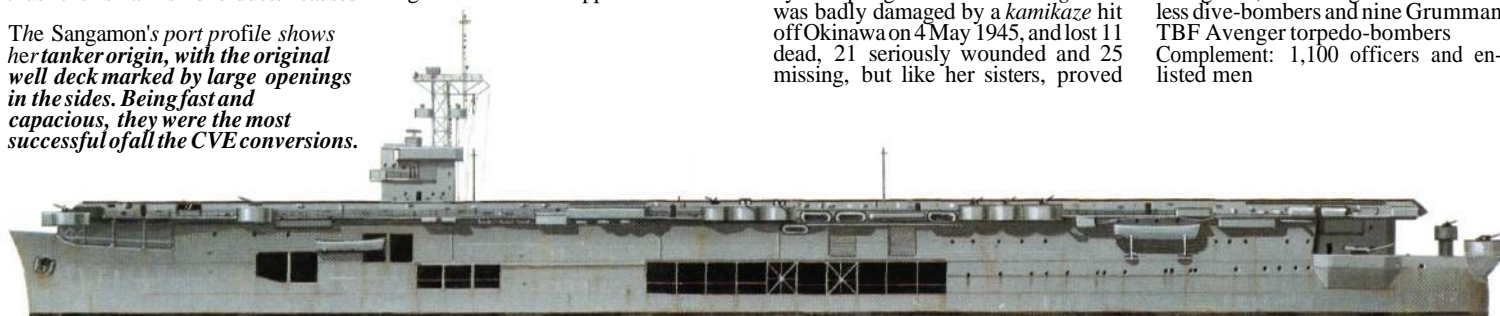 The Sangamon's port profile shows
her tanker origin, with the original
well deck marked by large openings
in the sides. Being fast and
capacious, they were the most
successful of all the CVE conversions.
was badly damaged by a kamikaze hit
off Okinawa on 4 May 1945, and lost 11
dead, 21 seriously wounded and 25
missing, but like her sisters, proved
less dive-bombers and nine Grumman
TBF Avenger torpedo-bombers
Complement: 1,100 officers and en-
listed men